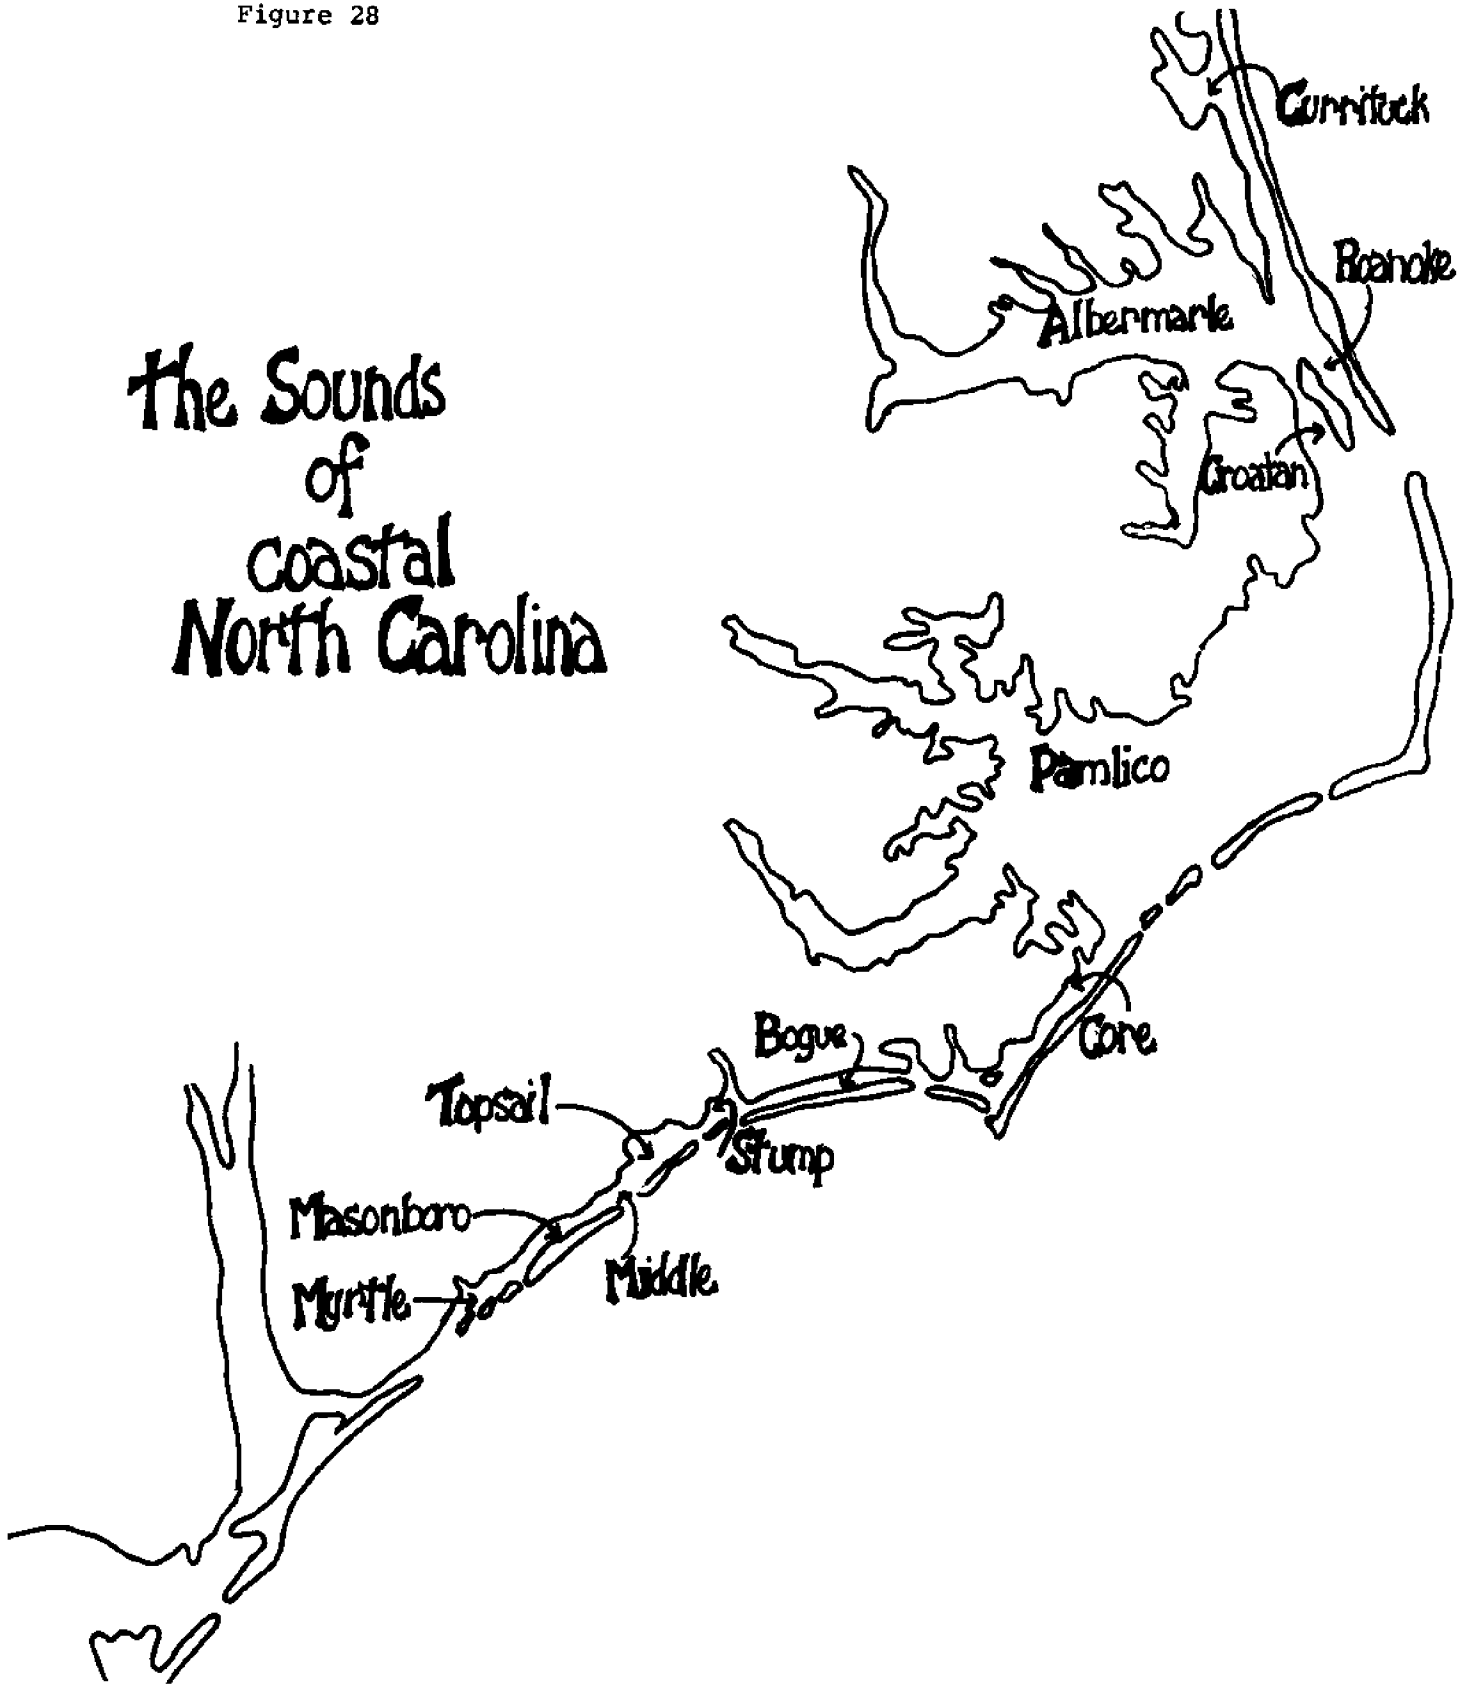 Figure 28
Currituck
Roanoke
Albermarle
the Sounds
of
coastal
North Carolina
Croatan
Pamlico
Bogue
Core
Topsail
Stump
Masonboro
Middle
Myrtle